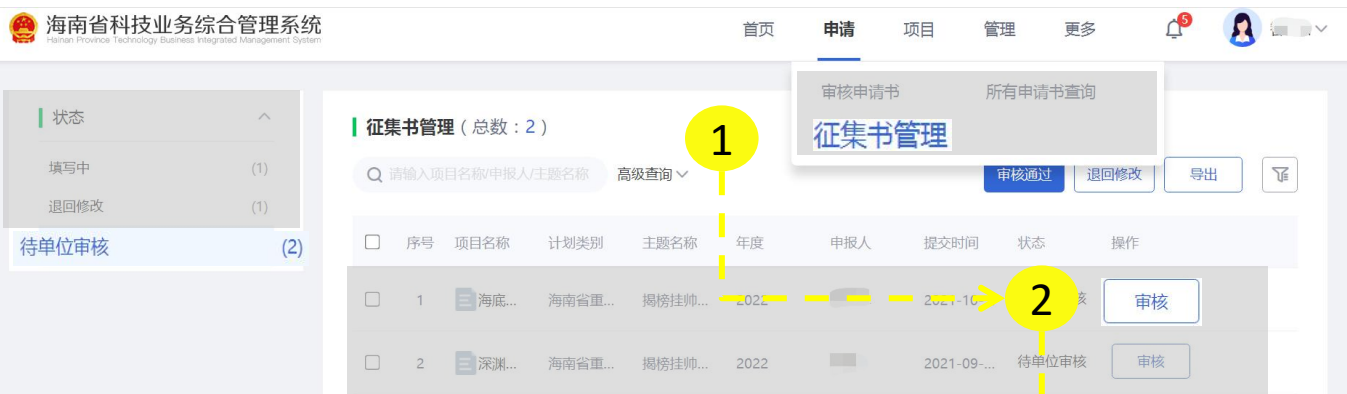 海南省科技业务综合管理系统
Hainan Province Technology Business Integrated Management System
首页 申请 项目 管理 更多 5
审核申请书 所有申请书查询
征集书管理
状态
填写中 (1)
退回修改 (1)
待单位审核 (2)
征集书管理（总数：2）
1
请输入项目名称/申报人/主题名称 高级查询 审核通过 退回修改 导出
序号 项目名称 计划类别 主题名称 年度 申报人 提交时间 状态 操作
1 海底... 海南省重... 揭榜挂帅... 2022 2021-10- 2 核 审核
2 深渊... 海南省重... 揭榜挂帅... 2022 2021-09-... 待单位审核 审核